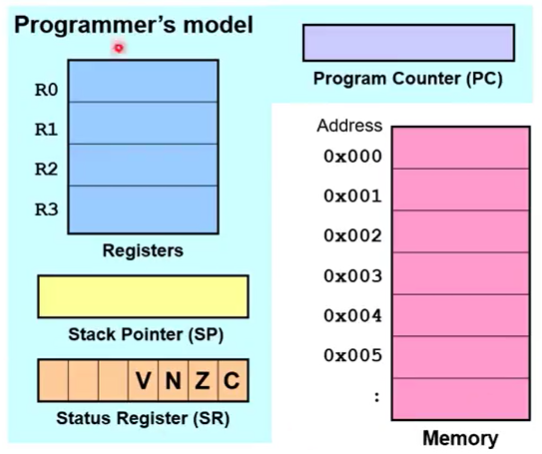 Programmer's model
R0
R1
R2
R3
Registers
Stack Pointer (SP)
V N Z C
Status Register (SR)
Program Counter (PC)
Address
0x000
0x001
0x002
0x003
0x004
0x005
:
Memory